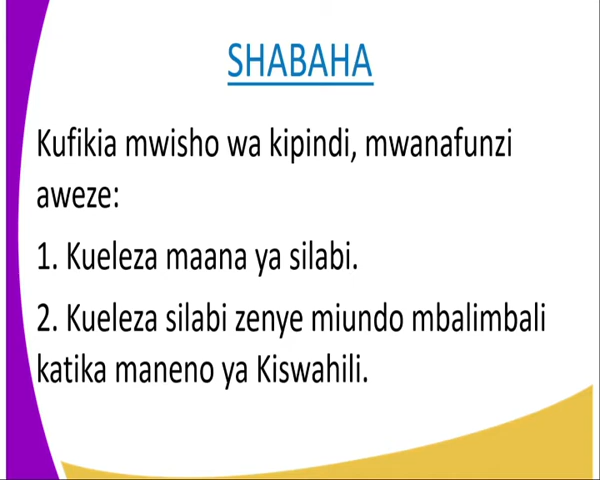 SHABAHA
Kufikia mwisho wa kipindi, mwanafunzi
aweze:
1. Kueleza maana ya silabi.
2. Kueleza silabi zenye miundo mbalimbali
katika maneno ya Kiswahili.